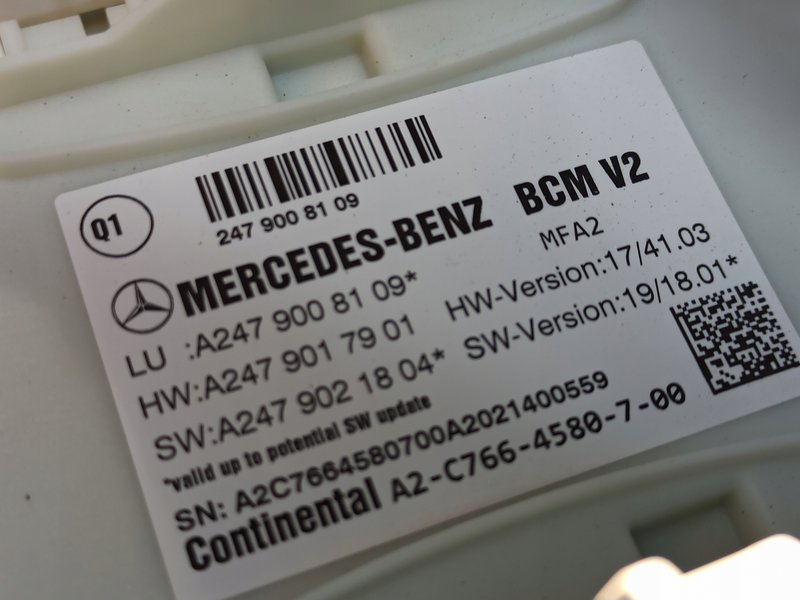 Q1
247 900 81 09
MERCEDES-BENZ BCM V2
MFA2
LU :A247 900 81 09* HW-Version:17/41.03
HW:A247 901 79 01 SW-Version:19/18.01*
SW:A247 902 18 04*
*valid up to potential SW update
SN: A2C7664580700A2021400559
Continental A2-C766-4580-7-00